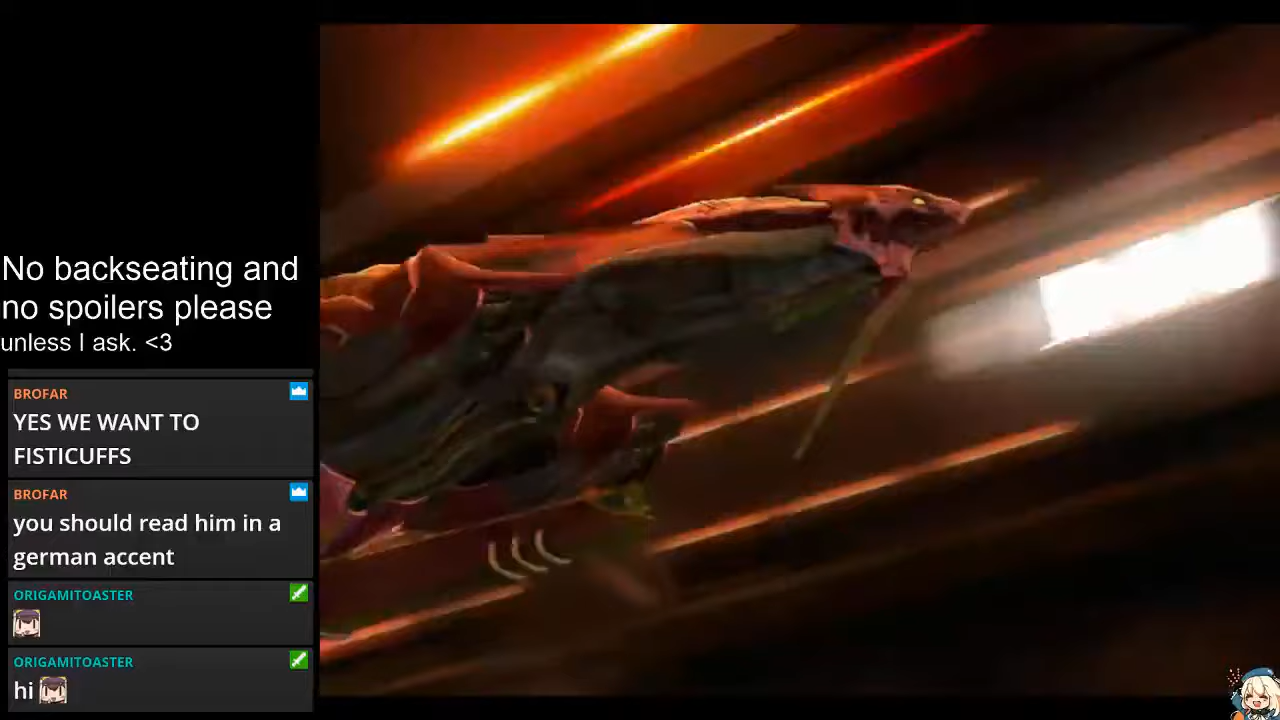 No backseating and
no spoilers please
unless I ask. <3
BROFAR
YES WE WANT TO
FISTICUFFS
BROFAR
you should read him in a
german accent
ORIGAMITOASTER
ORIGAMITOASTER
hi